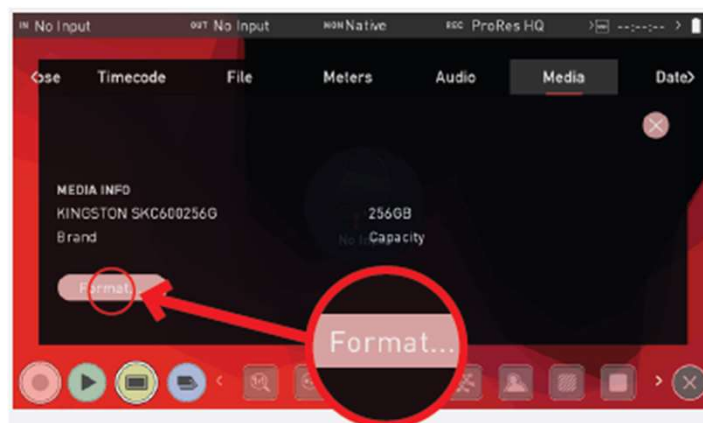 IN No Input OUT No Input MON Native REC ProRes HQ --:--:--
ose Timecode File Meters Audio Media Date
MEDIA INFO
KINGSTON SKC600256G 256GB
Brand Capacity
Format...
Format...